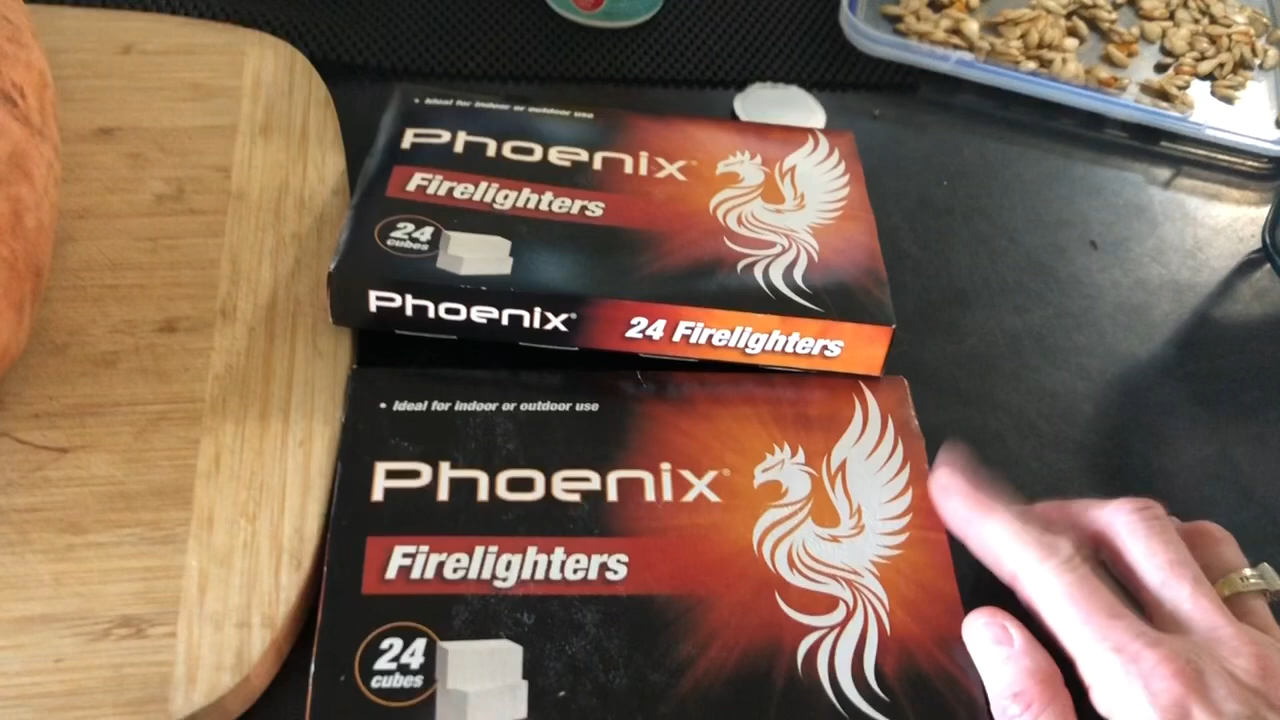 • Ideal for indoor or outdoor use
Phoenix
Firelighters
24
cubes
Phoenix®
24 Firelighters
• Ideal for indoor or outdoor use
Phoenix®
Firelighters
24
cubes